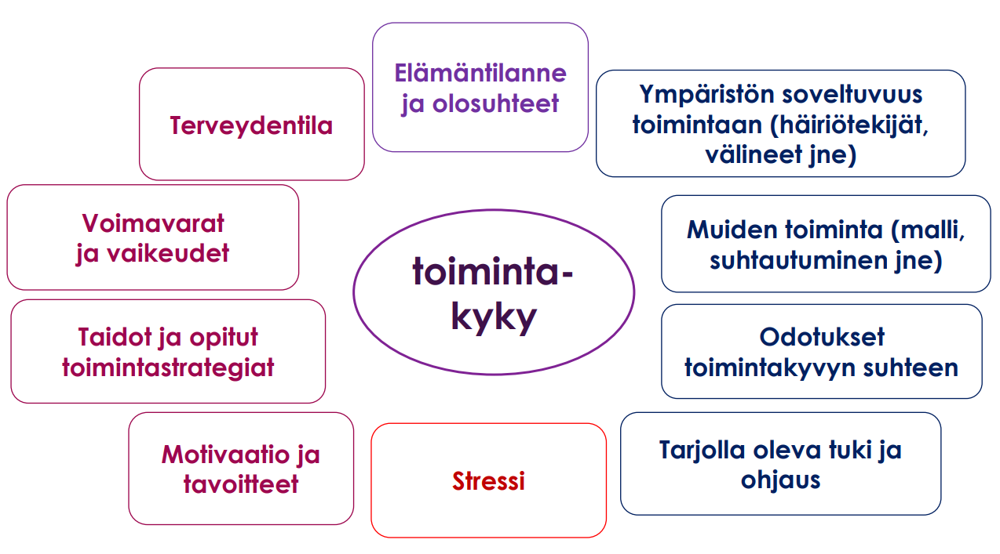 Elämäntilanne
ja olosuhteet
Terveydentila
Ympäristön soveltuvuus
toimintaan (häiriötekijät,
välineet jne)
Voimavarat
ja vaikeudet
Muiden toiminta (malli,
suhtautuminen jne)
toiminta-
kyky
Taidot ja opitut
toimintastrategiat
Odotukset
toimintakyvyn suhteen
Motivaatio ja
tavoitteet
Stressi
Tarjolla oleva tuki ja
ohjaus